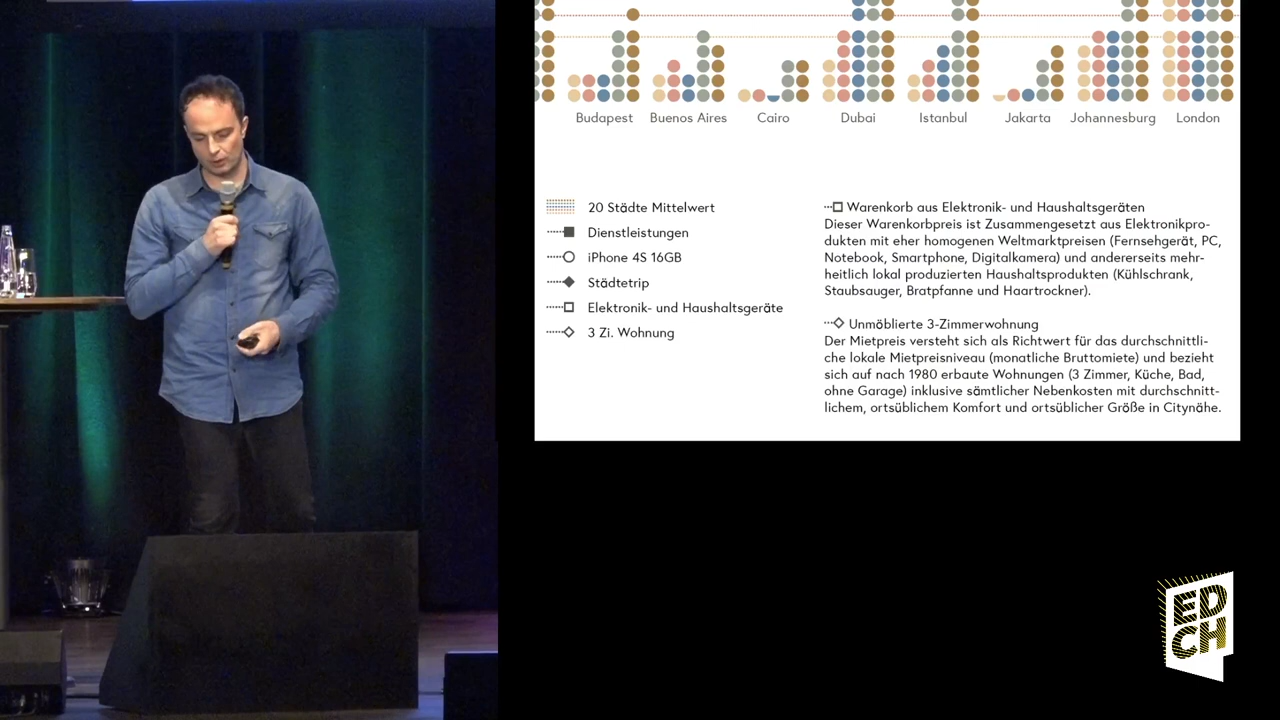 Budapest Buenos Aires Cairo Dubai Istanbul Jakarta Johannesburg London
20 Städte Mittelwert
Dienstleistungen
iPhone 4S 16GB
Städtetrip
Elektronik- und Haushaltsgeräte
3 Zi. Wohnung
Warenkorb aus Elektronik- und Haushaltsgeräten
Dieser Warenkorbpreis ist Zusammengesetzt aus Elektronikpro-
dukten mit eher homogenen Weltmarktpreisen (Fernsehgerät, PC,
Notebook, Smartphone, Digitalkamera) und andererseits mehr-
heitlich lokal produzierten Haushaltsprodukten (Kühlschrank,
Staubsauger, Bratpfanne und Haartrockner).
Unmöblierte 3-Zimmerwohnung
Der Mietpreis versteht sich als Richtwert für das durchschnittli-
che lokale Mietpreisniveau (monatliche Bruttomiete) und bezieht
sich auf nach 1980 erbaute Wohnungen (3 Zimmer, Küche, Bad,
ohne Garage) inklusive sämtlicher Nebenkosten mit durchschnitt-
lichem, ortsüblichem Komfort und ortsüblicher Größe in Citynähe.
ED
CH